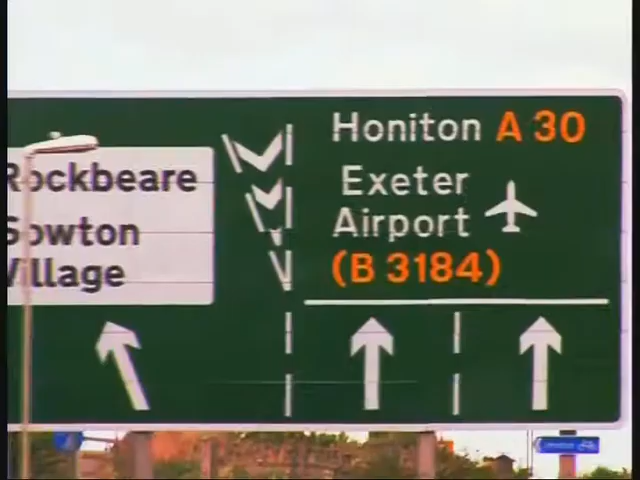 Rockbeare
Sowton
Village
Honiton A 30
Exeter
Airport
(B 3184)